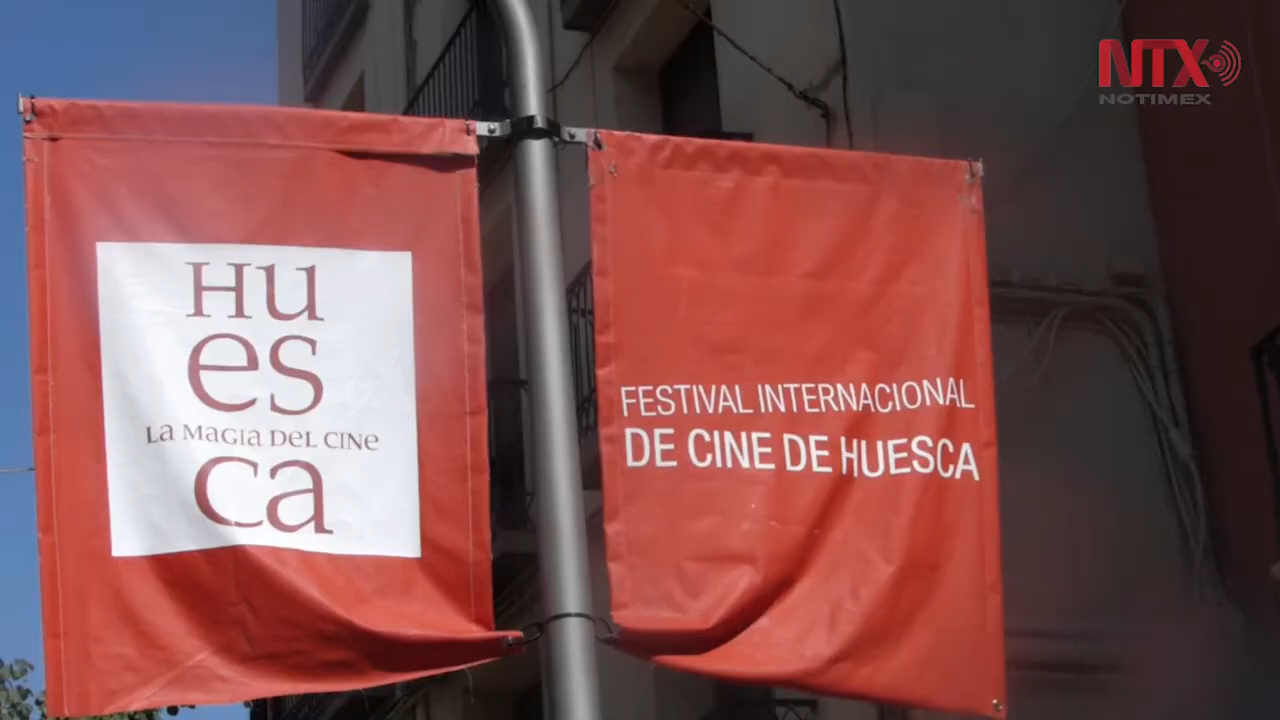 Hu
es
La Magia del Cine
ca
FESTIVAL INTERNACIONAL
DE CINE DE HUESCA
NTX
NOTIMEX